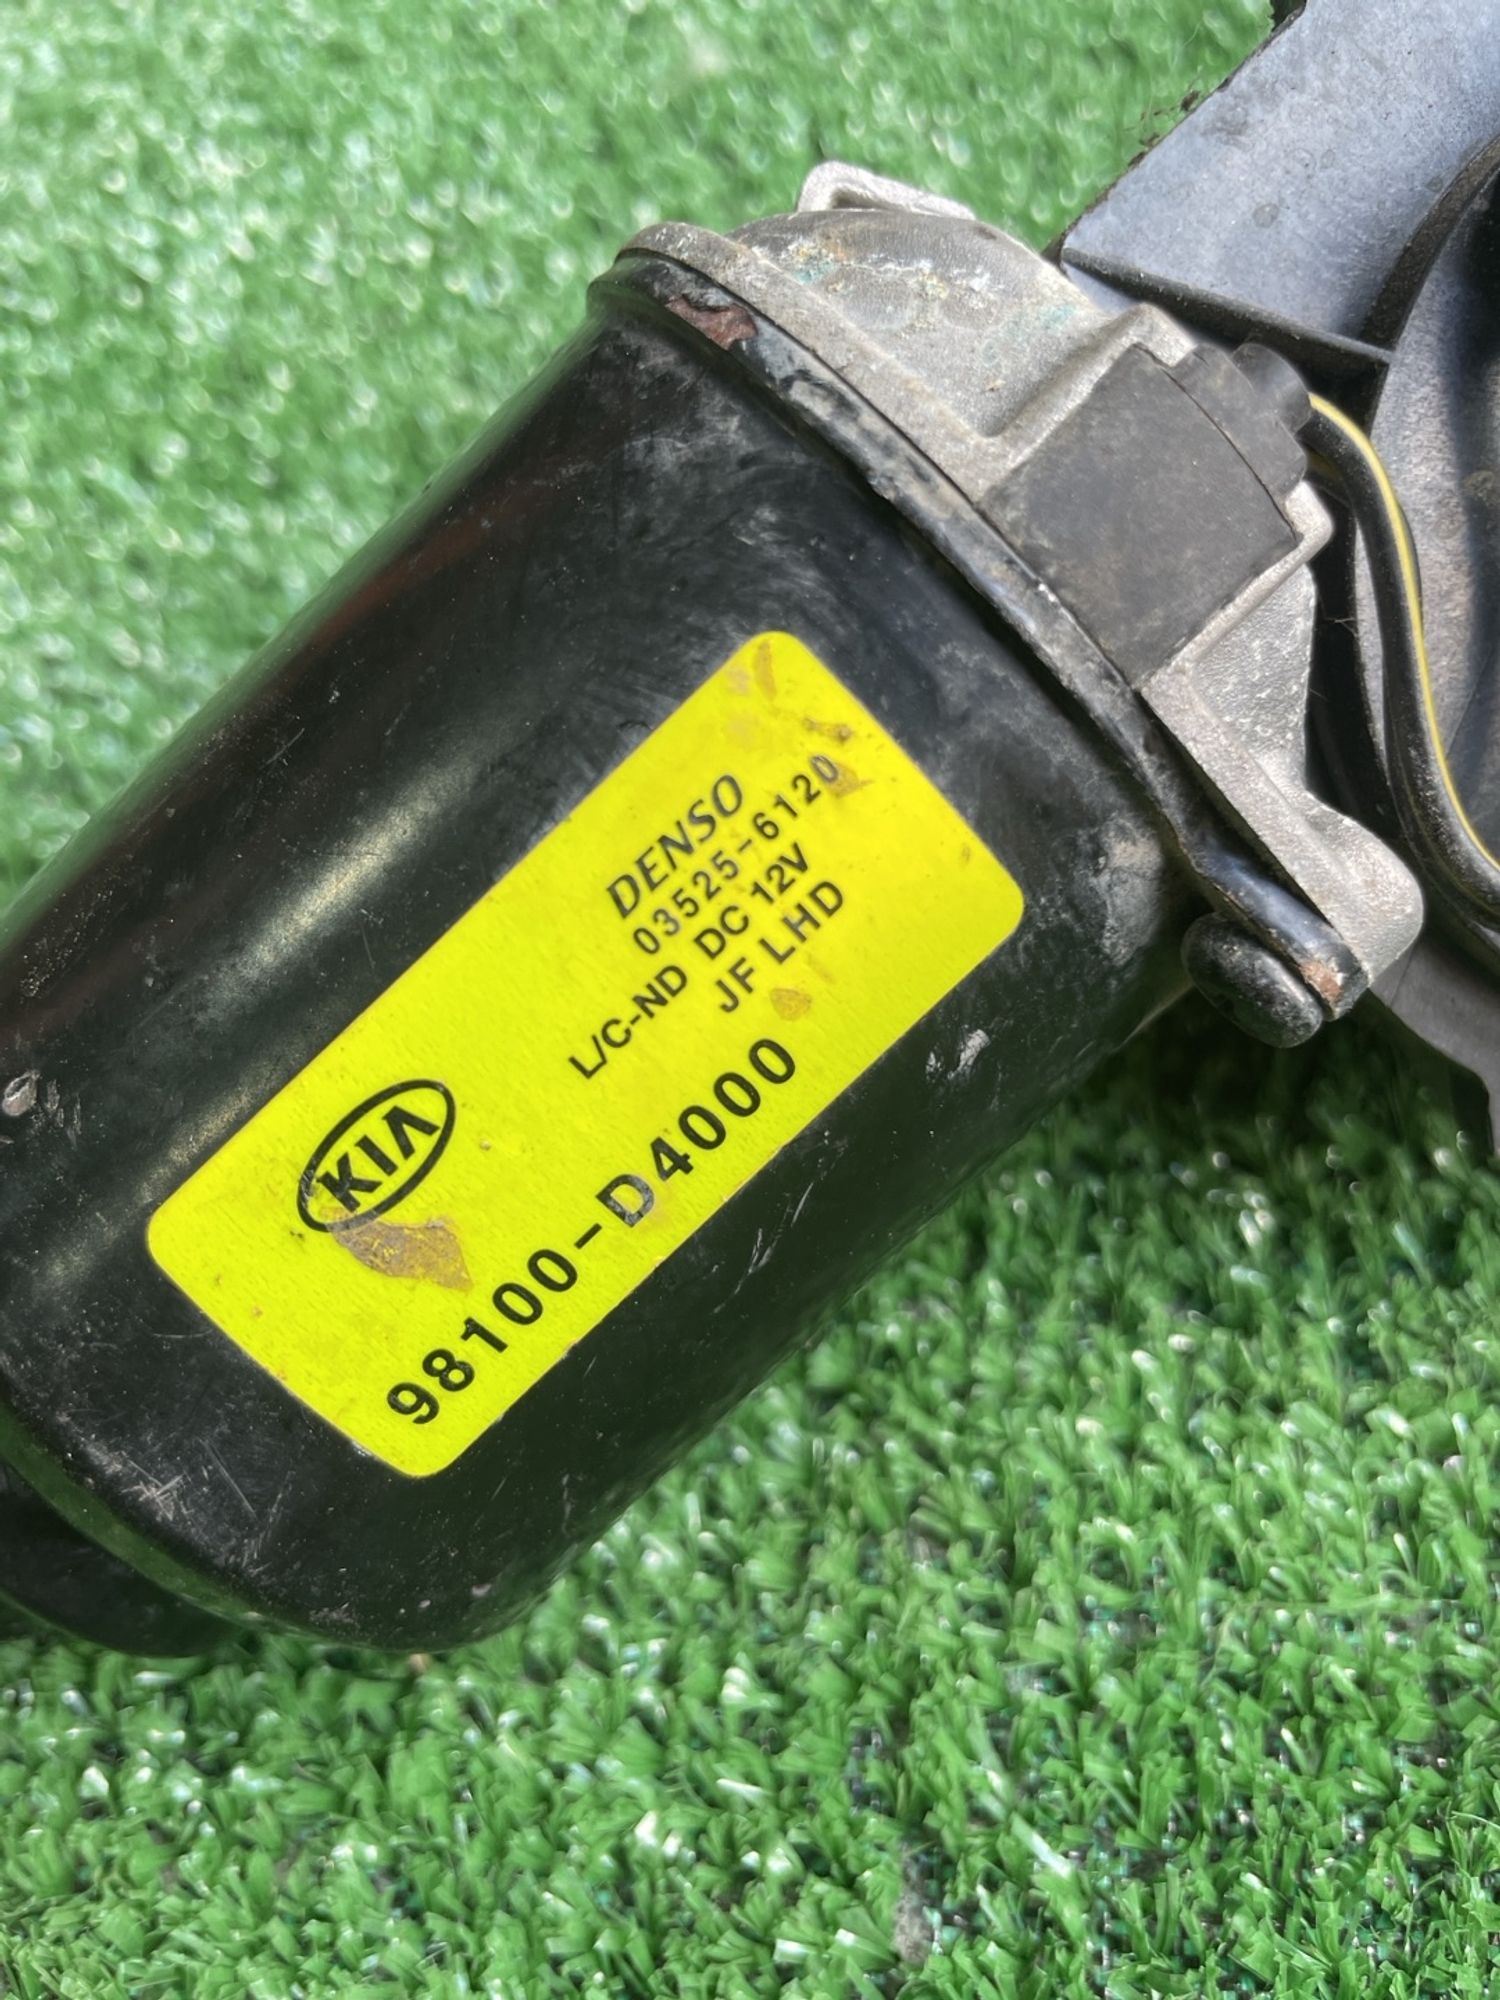 DENSO
03525-6120
L/C-ND DC 12V
JF LHD
KIA
98100-D4000